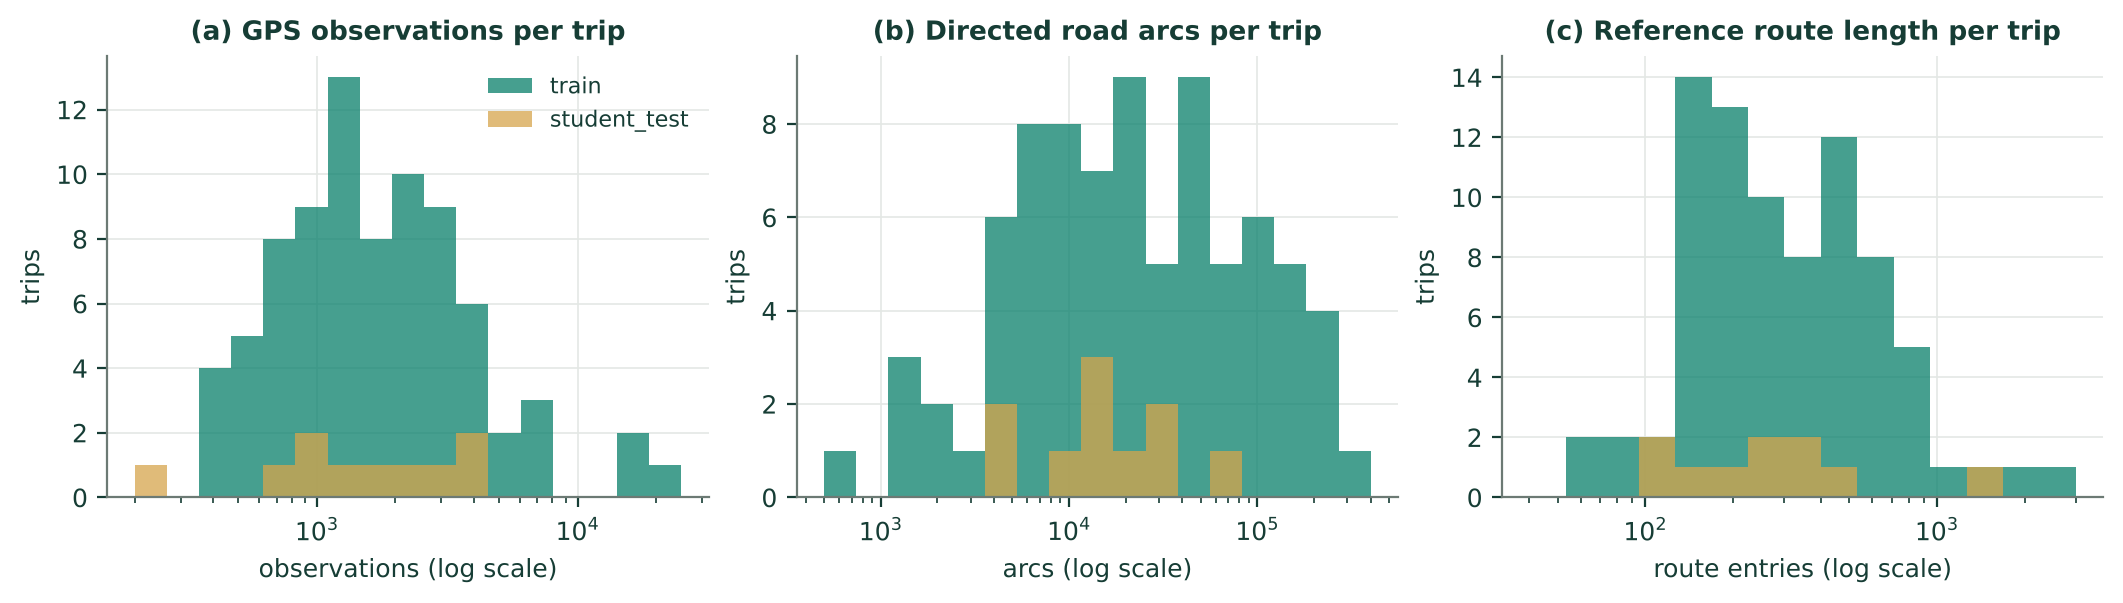 (a) GPS observations per trip
train
student_test
12
10
8
6
4
2
0
trips
10³
10⁴
observations (log scale)
(b) Directed road arcs per trip
8
6
4
2
0
trips
10³
10⁴
10⁵
arcs (log scale)
(c) Reference route length per trip
14
12
10
8
6
4
2
0
trips
10²
10³
route entries (log scale)